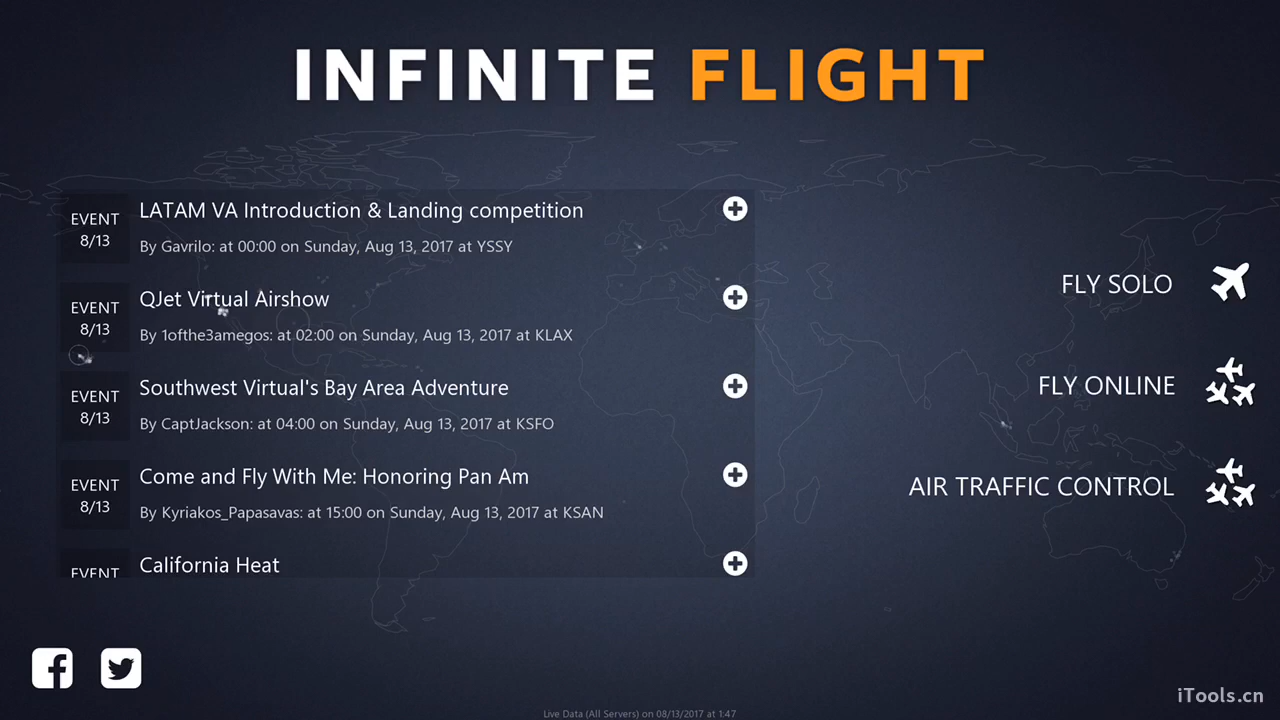 INFINITE FLIGHT
EVENT
8/13
LATAM VA Introduction & Landing competition
By Gavrilo: at 00:00 on Sunday, Aug 13, 2017 at YSSY
EVENT
8/13
QJet Virtual Airshow
By 1ofthe3amegos: at 02:00 on Sunday, Aug 13, 2017 at KLAX
EVENT
8/13
Southwest Virtual's Bay Area Adventure
By CaptJackson: at 04:00 on Sunday, Aug 13, 2017 at KSFO
EVENT
8/13
Come and Fly With Me: Honoring Pan Am
By Kyriakos_Papasavas: at 15:00 on Sunday, Aug 13, 2017 at KSAN
EVENT
California Heat
FLY SOLO
FLY ONLINE
AIR TRAFFIC CONTROL
iTools.cn
Live Data (All Servers) on 08/13/2017 at 1:47